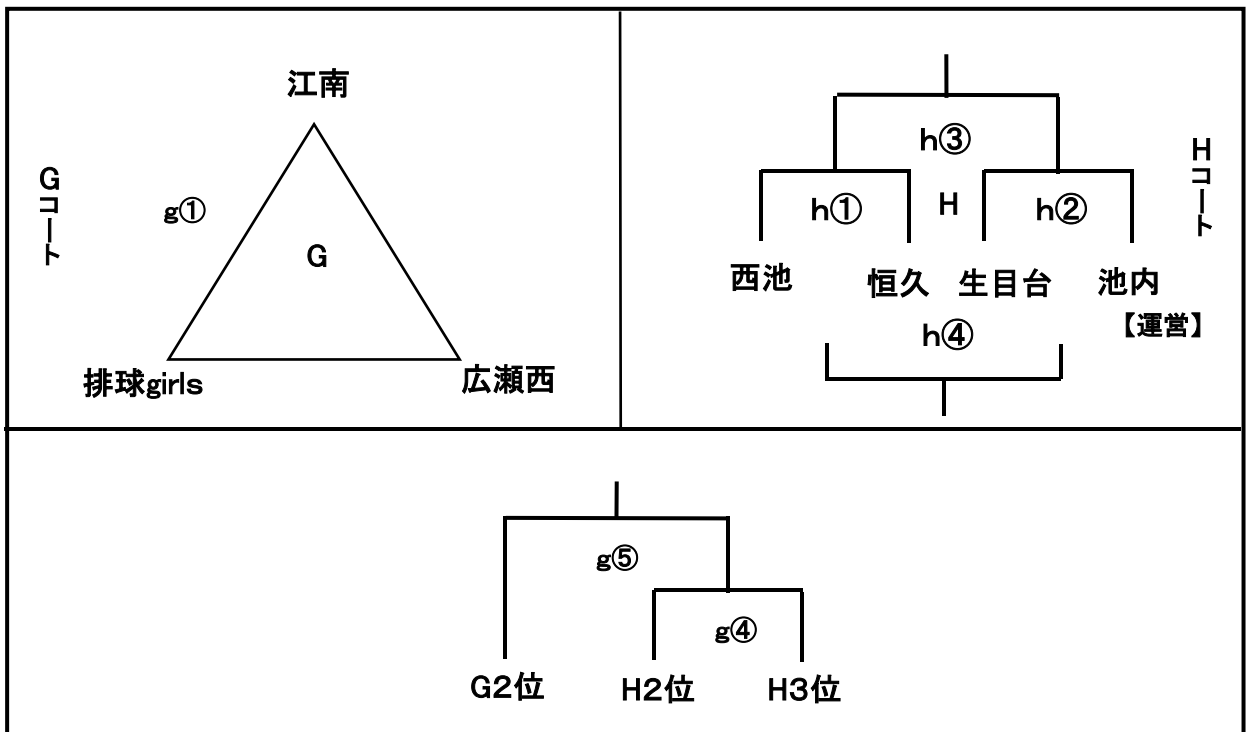 江南
Gコート
g①
G
排球girls
広瀬西
h③
Hコート
h①
H
h②
西池
恒久
生目台
池内
【運営】
h④
g⑤
g④
G2位
H2位
H3位